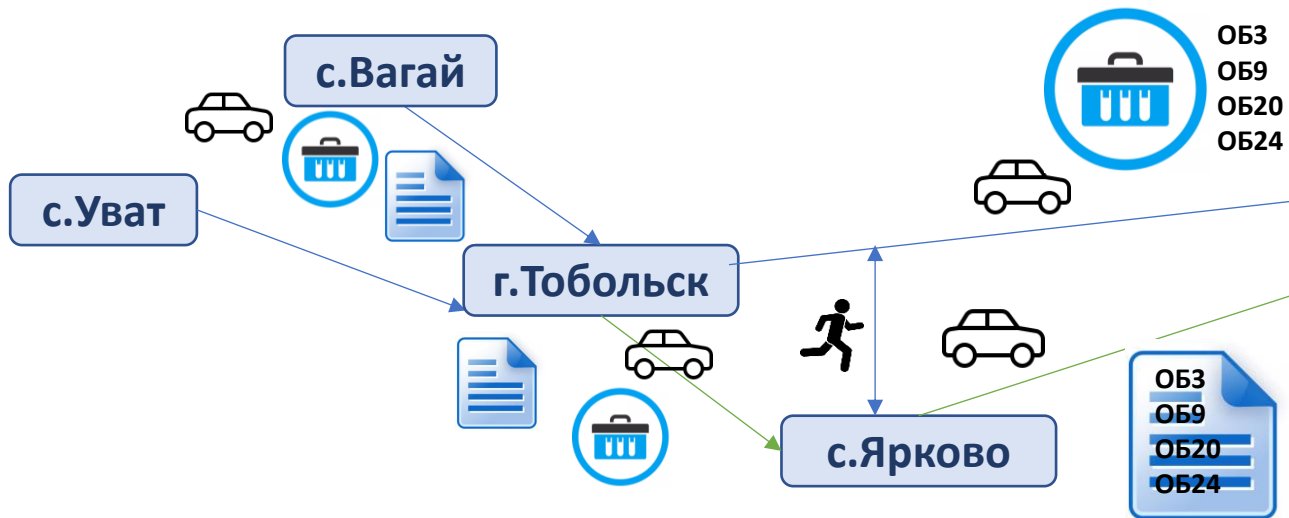 ОБ3
ОБ9
ОБ20
ОБ24
с.Вагай
с.Уват
г.Тобольск
с.Ярково
ОБ3
ОБ9
ОБ20
ОБ24